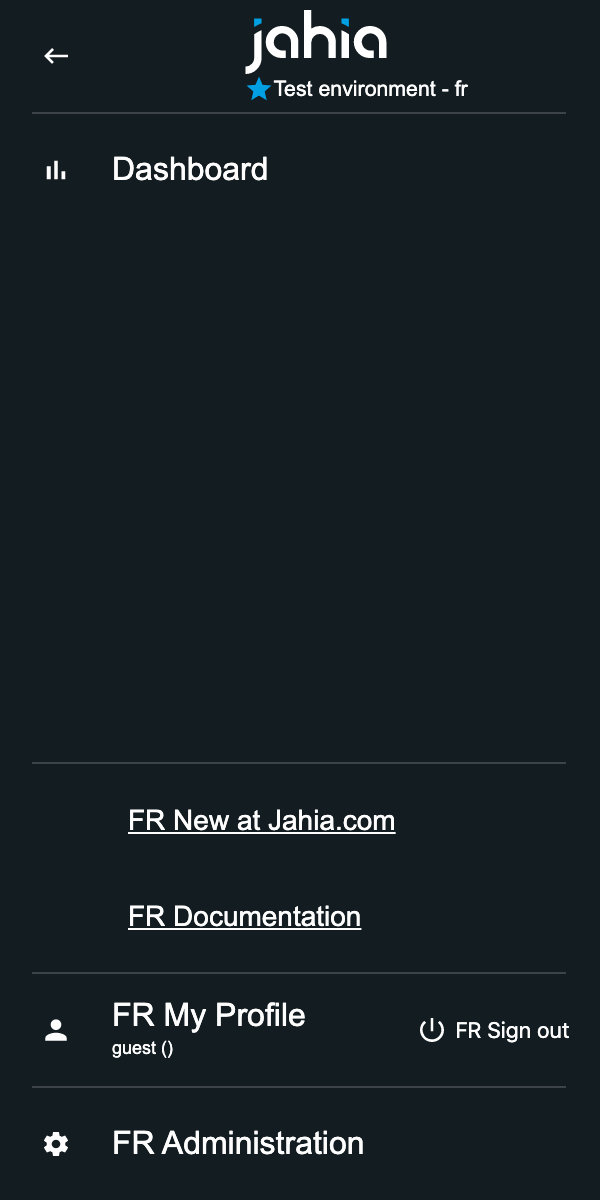 jahia
Test environment - fr
Dashboard
FR New at Jahia.com
FR Documentation
FR My Profile
guest ()
FR Sign out
FR Administration